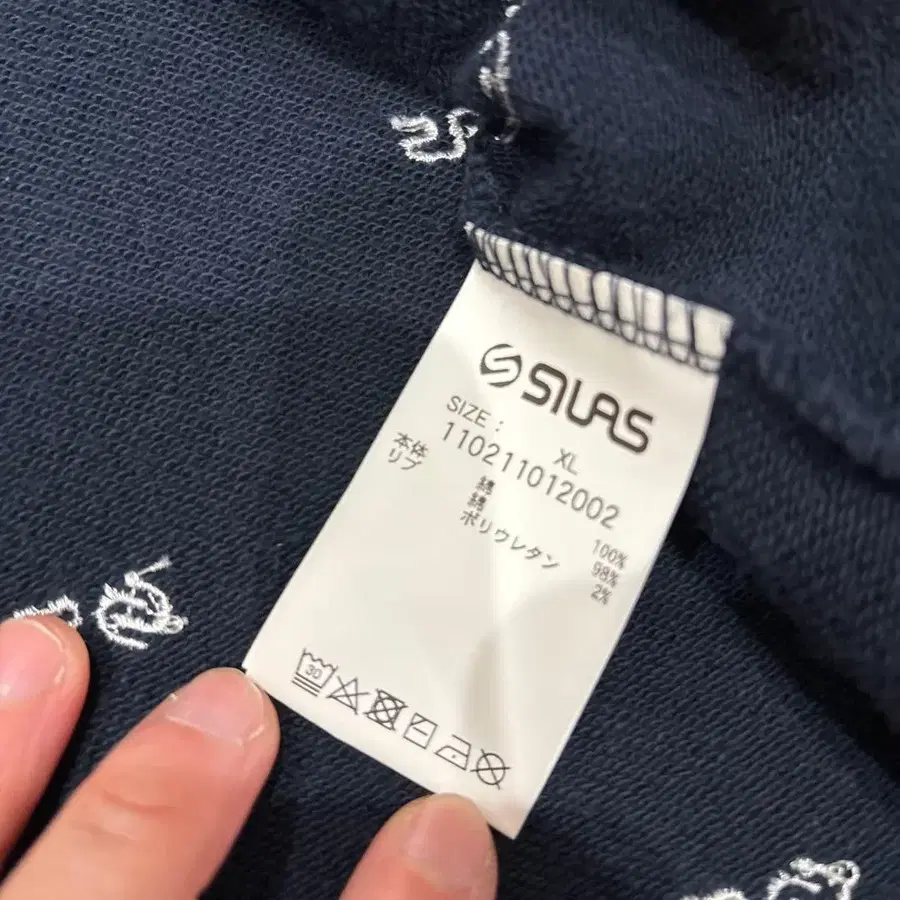 SILAS
SIZE : XL
110211012002
本体 綿 100%
リブ 綿 98%
ポリウレタン 2%
30